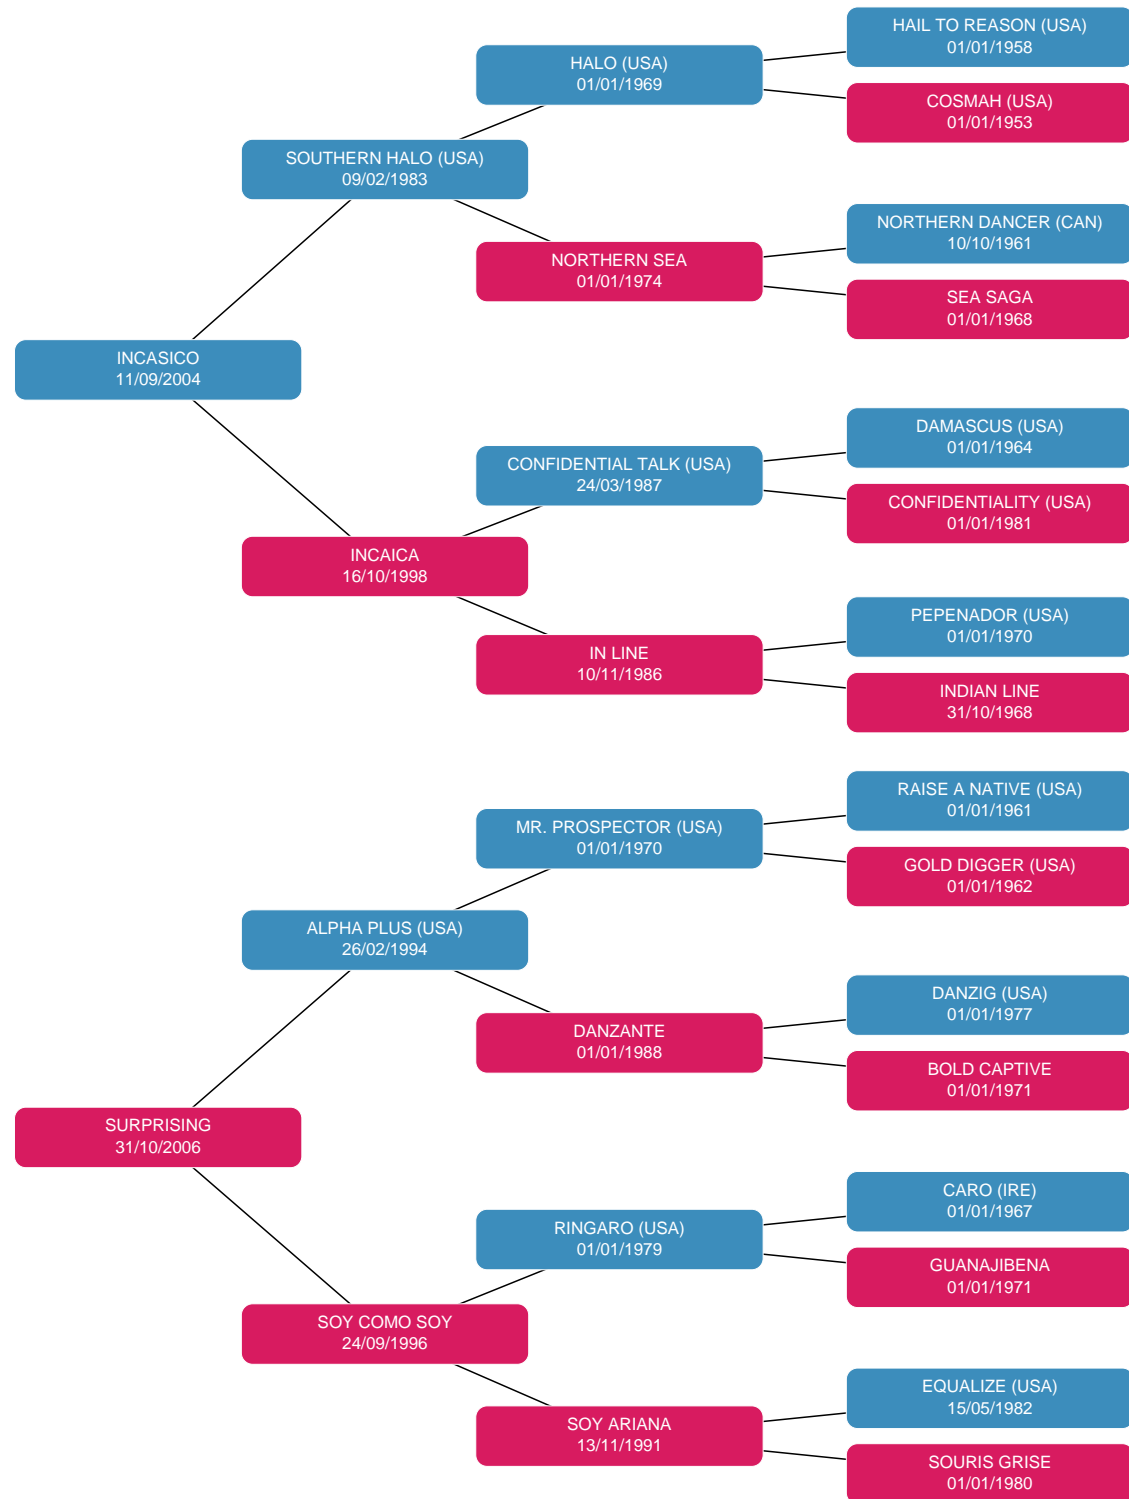 HAIL TO REASON (USA)
01/01/1958
HALO (USA)
01/01/1969
COSMAH (USA)
01/01/1953
SOUTHERN HALO (USA)
09/02/1983
NORTHERN DANCER (CAN)
10/10/1961
NORTHERN SEA
01/01/1974
SEA SAGA
01/01/1968
INCASICO
11/09/2004
DAMASCUS (USA)
01/01/1964
CONFIDENTIAL TALK (USA)
24/03/1987
CONFIDENTIALITY (USA)
01/01/1981
INCAICA
16/10/1998
PEPENADOR (USA)
01/01/1970
IN LINE
10/11/1986
INDIAN LINE
31/10/1968
RAISE A NATIVE (USA)
01/01/1961
MR. PROSPECTOR (USA)
01/01/1970
GOLD DIGGER (USA)
01/01/1962
ALPHA PLUS (USA)
26/02/1994
DANZIG (USA)
01/01/1977
DANZANTE
01/01/1988
BOLD CAPTIVE
01/01/1971
SURPRISING
31/10/2006
CARO (IRE)
01/01/1967
RINGARO (USA)
01/01/1979
GUANAJIBENA
01/01/1971
SOY COMO SOY
24/09/1996
EQUALIZE (USA)
15/05/1982
SOY ARIANA
13/11/1991
SOURIS GRISE
01/01/1980